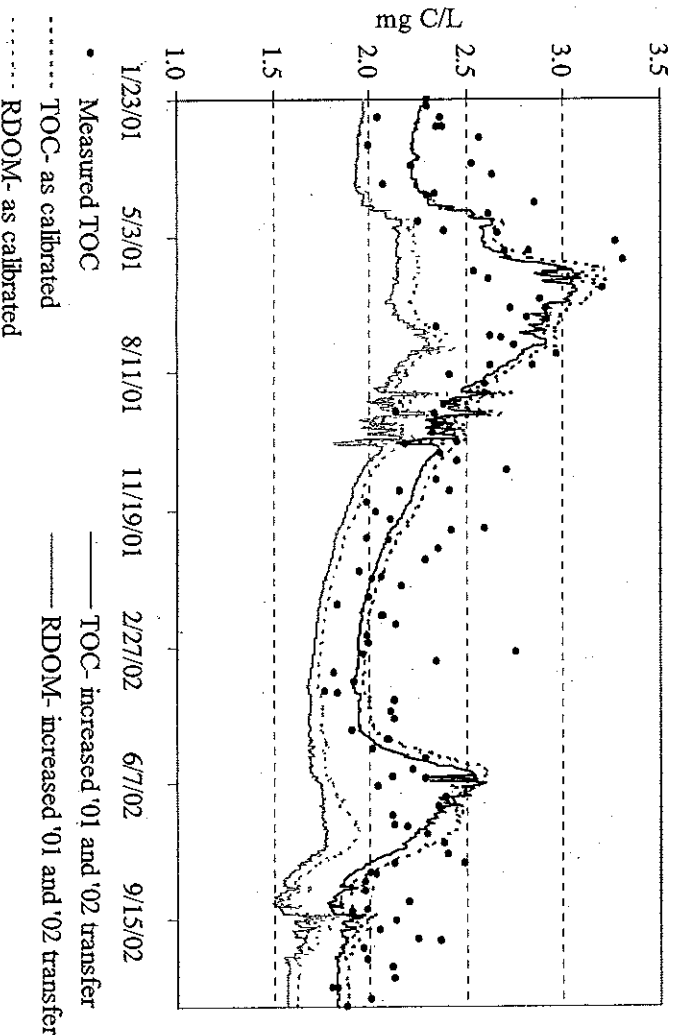 mg C/L
3.5
3.0
2.5
2.0
1.5
1.0
1/23/01 5/3/01 8/11/01 11/19/01 2/27/02 6/7/02 9/15/02
Measured TOC
TOC- as calibrated
RDOM- as calibrated
TOC- increased '01 and '02 transfer
RDOM- increased '01 and '02 transfer